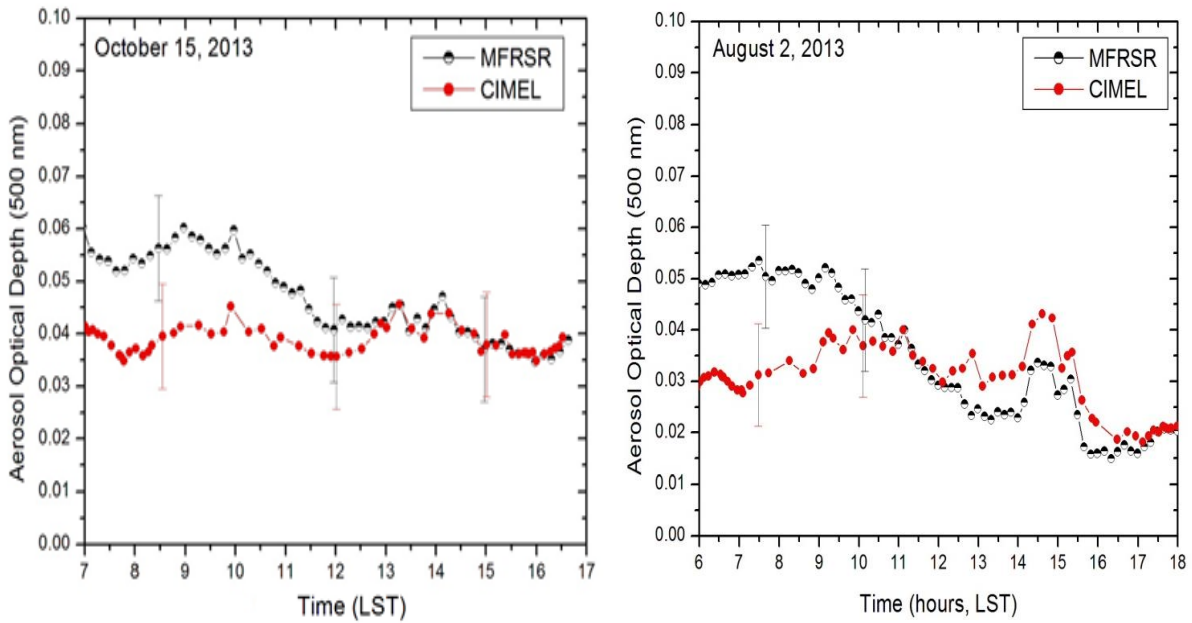 October 15, 2013
MFRSR
CIMEL
Aerosol Optical Depth (500 nm)
0.10
0.09
0.08
0.07
0.06
0.05
0.04
0.03
0.02
0.01
0.00
7 8 9 10 11 12 13 14 15 16 17
Time (LST)
August 2, 2013
MFRSR
CIMEL
Aerosol Optical Depth (500 nm)
0.10
0.09
0.08
0.07
0.06
0.05
0.04
0.03
0.02
0.01
0.00
6 7 8 9 10 11 12 13 14 15 16 17 18
Time (hours, LST)